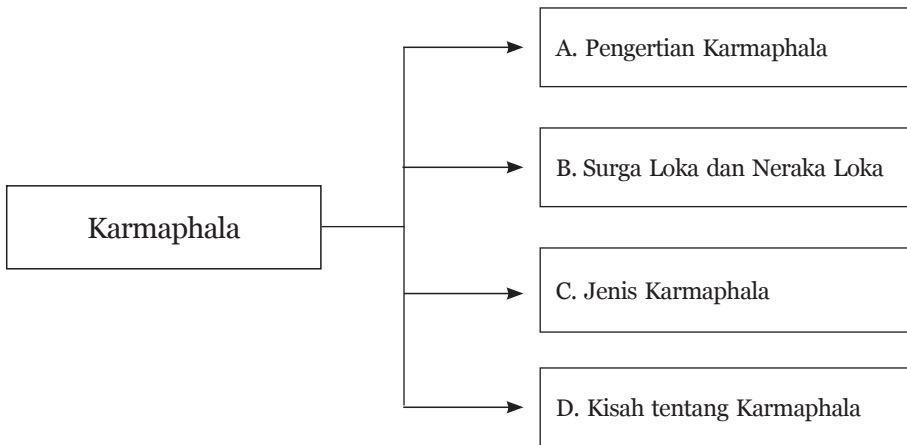 Karmaphala
A. Pengertian Karmaphala
B. Surga Loka dan Neraka Loka
C. Jenis Karmaphala
D. Kisah tentang Karmaphala